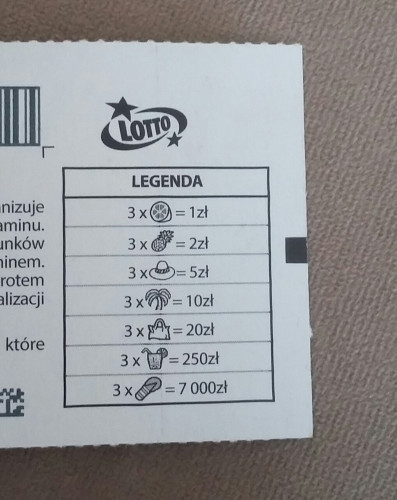 LOTTO
LEGENDA
3 x = 1zł
3 x = 2zł
3 x = 5zł
3 x = 10zł
3 x = 20zł
3 x = 250zł
3 x = 7 000zł
nizuje
aminu.
unków
ninem.
rotem
alizacji
które